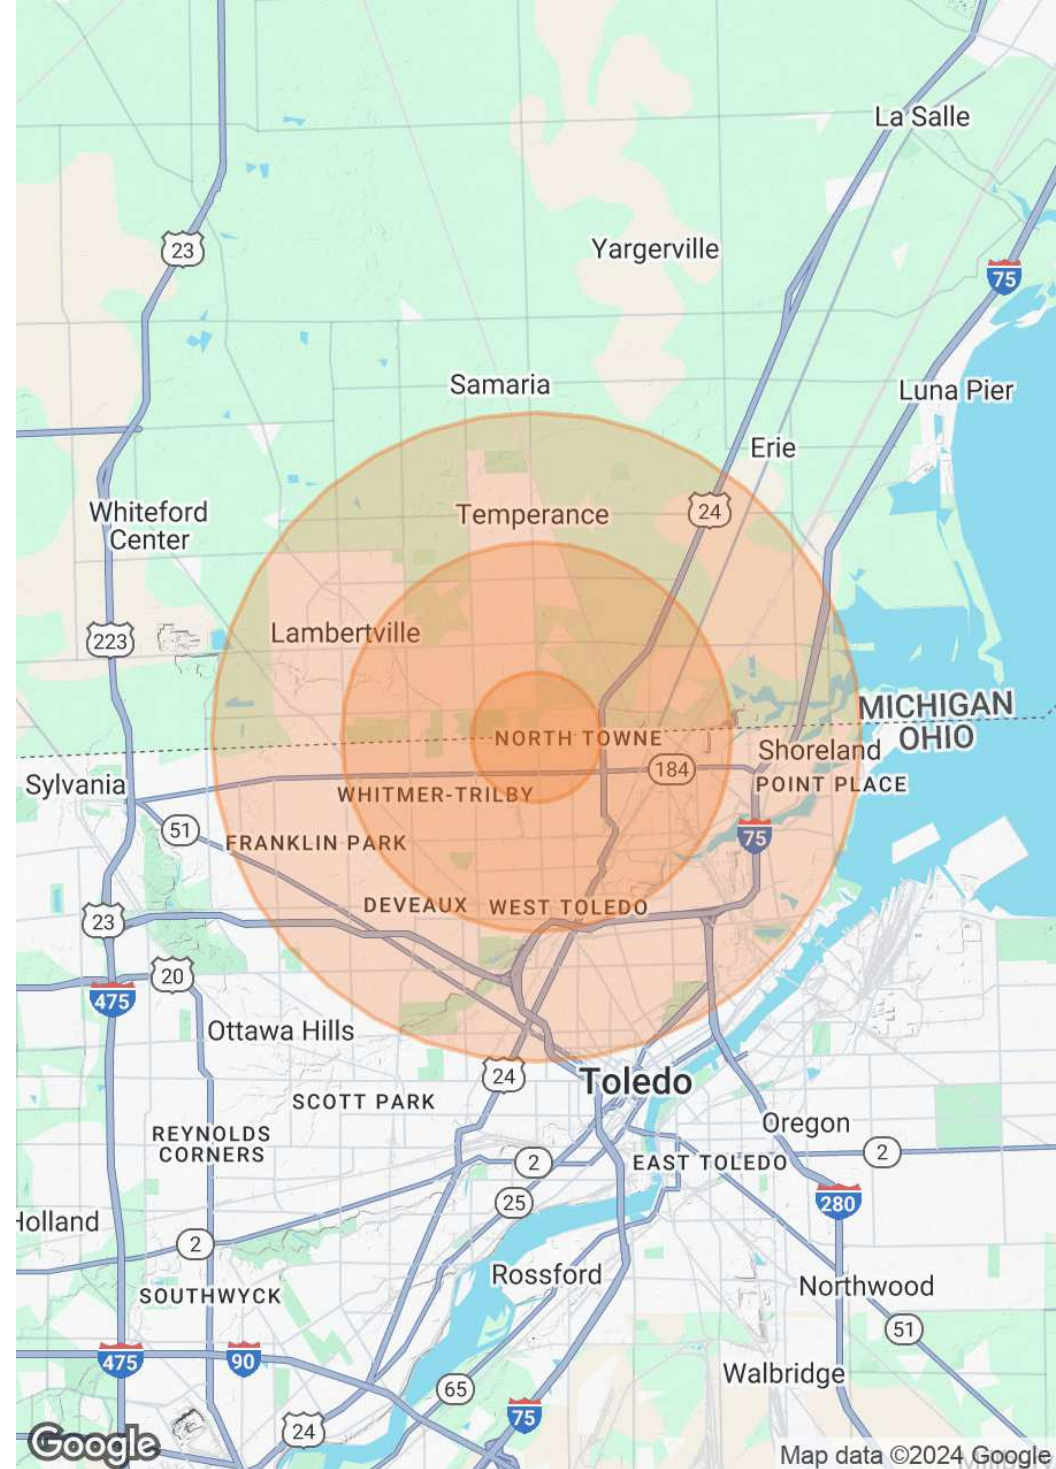 La Salle
Yargerville
23
75
Samaria
Luna Pier
Erie
Whiteford
Center
Temperance
24
223
Lambertville
MICHIGAN
OHIO
NORTH TOWNE
Shoreland
184
Sylvania
POINT PLACE
WHITMER-TRILBY
51
75
FRANKLIN PARK
DEVEAUX
WEST TOLEDO
23
20
475
Ottawa Hills
24
Toledo
SCOTT PARK
Oregon
REYNOLDS
CORNERS
2
EAST TOLEDO
2
25
280
Holland
2
Rossford
Northwood
SOUTHWYCK
51
475
90
Walbridge
65
75
24
Google
Map data ©2024 Google